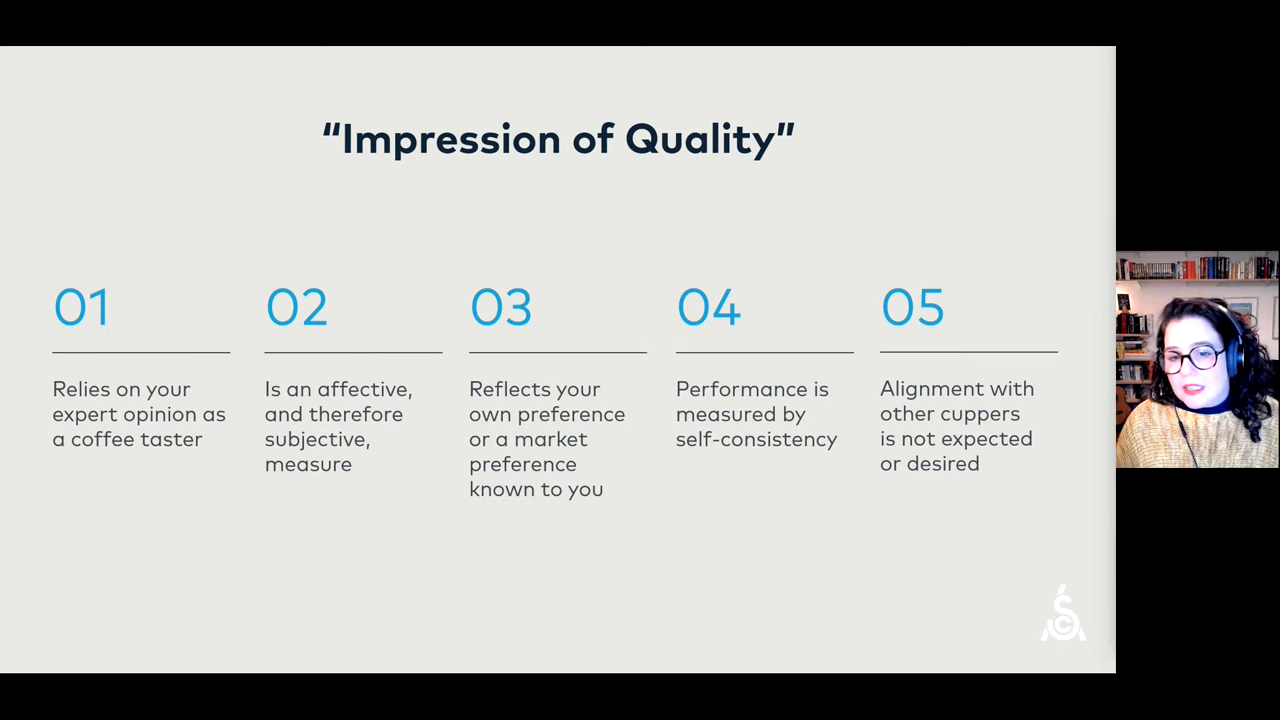 “Impression of Quality”
01
Relies on your
expert opinion as
a coffee taster
02
Is an affective,
and therefore
subjective,
measure
03
Reflects your
own preference
or a market
preference
known to you
04
Performance is
measured by
self-consistency
05
Alignment with
other cuppers
is not expected
or desired
SCA